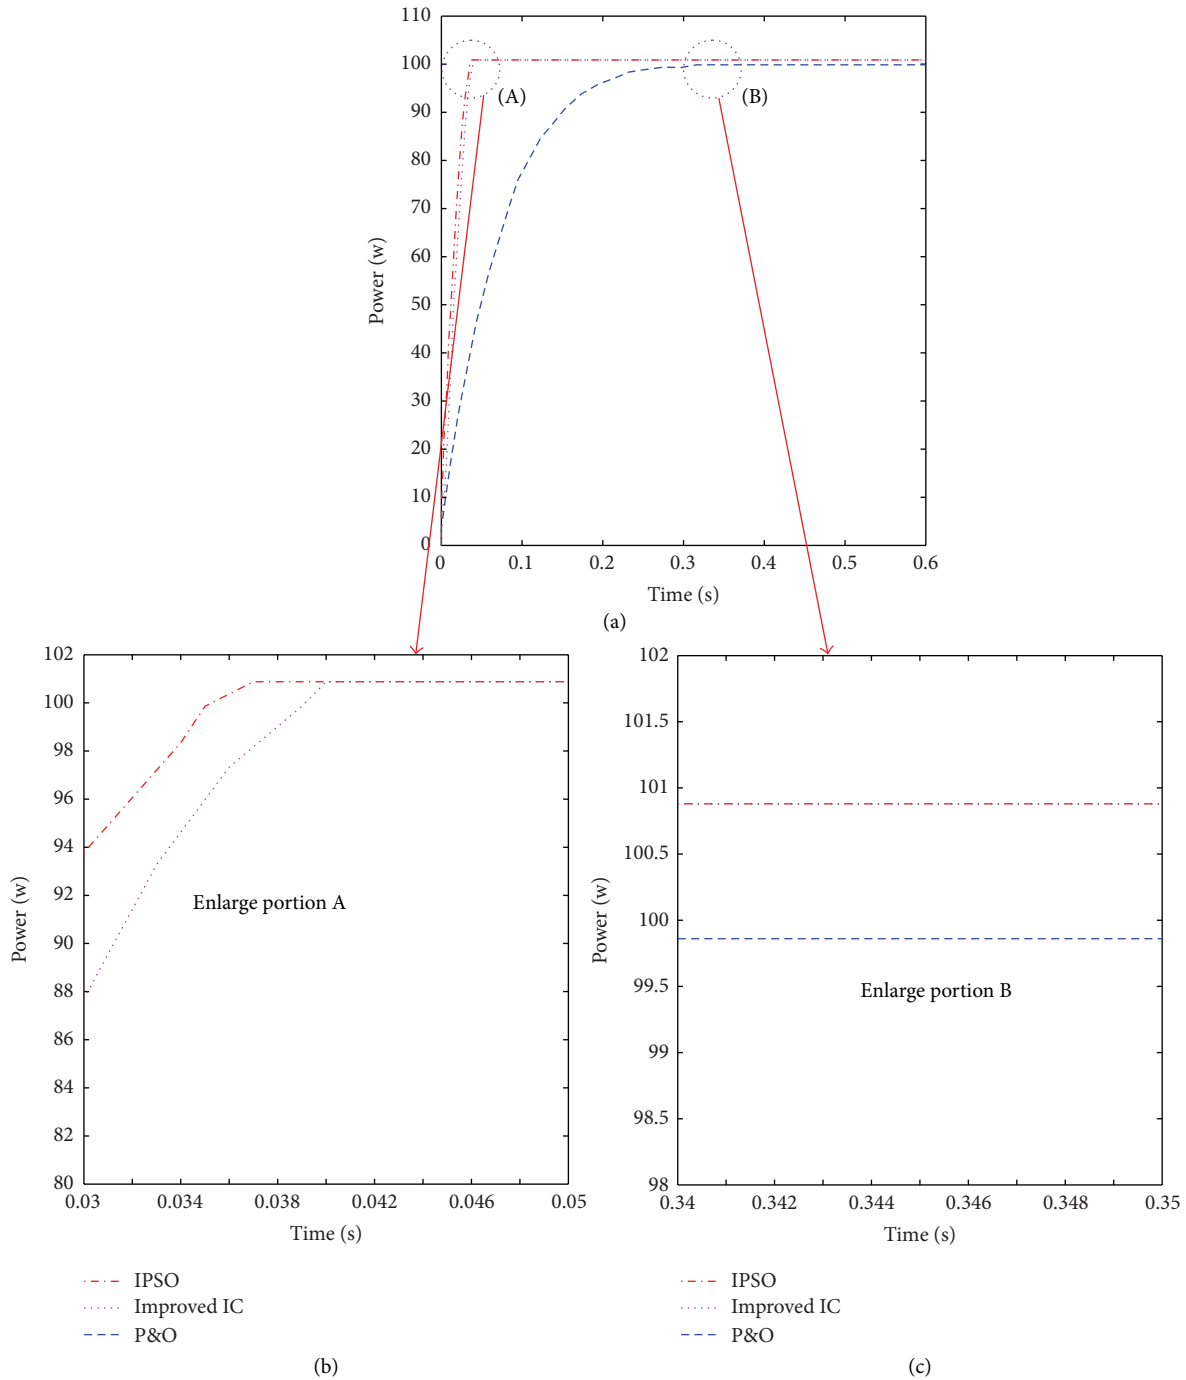 110
100
90
80
70
60
50
40
30
20
10
0
Power (w)
(A)
(B)
0 0.1 0.2 0.3 0.4 0.5 0.6
Time (s)
(a)
102
100
98
96
94
92
90
88
86
84
82
80
Power (w)
Enlarge portion A
0.03 0.034 0.038 0.042 0.046 0.05
Time (s)
IPSO
Improved IC
P&O
(b)
102
101.5
101
100.5
100
99.5
99
98.5
98
Power (w)
Enlarge portion B
0.34 0.342 0.344 0.346 0.348 0.35
Time (s)
IPSO
Improved IC
P&O
(c)